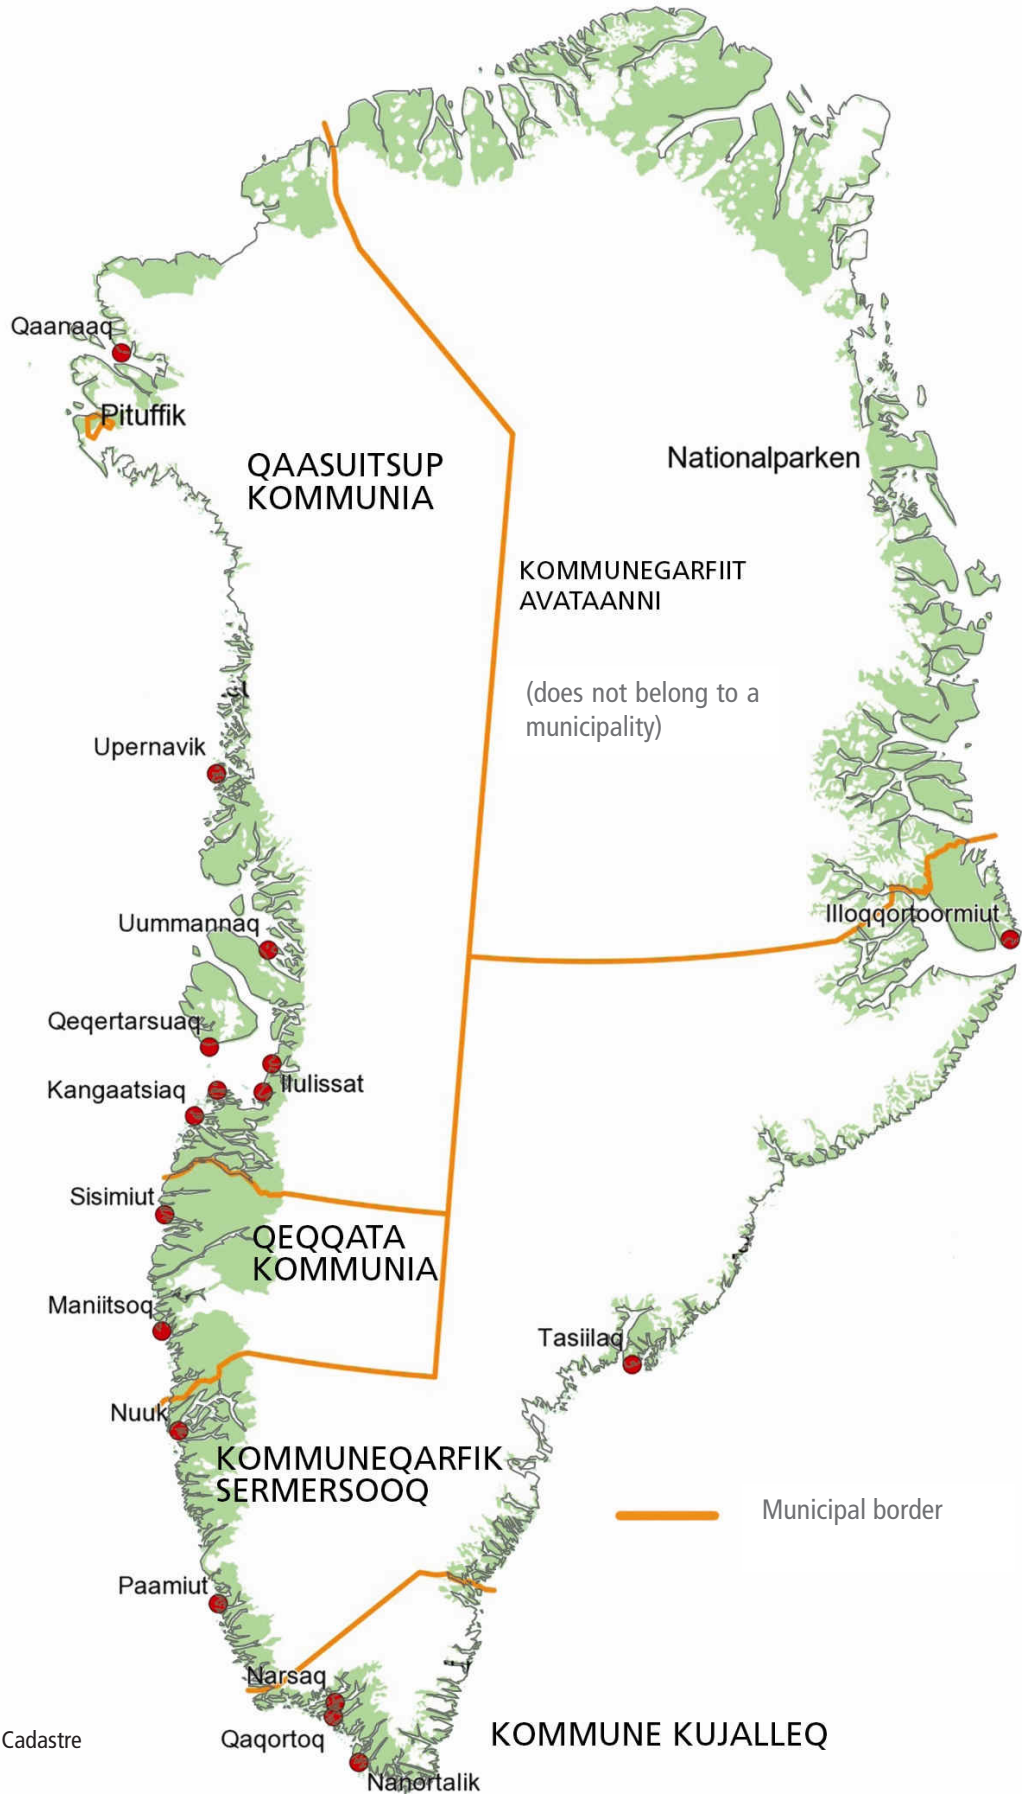 Qaanaaq
Pituffik
QAASUITSUP
KOMMUNIA
Nationalparken
KOMMUNEGARFIIT
AVATAANNI
(does not belong to a
municipality)
Upernavik
Uummannaq
Illoqqortoormiut
Qeqertarsuaq
Kangaatsiaq
Ilulissat
Sisimiut
QEQQATA
KOMMUNIA
Maniitsoq
Tasiilaq
Nuuk
KOMMUNEQARFIK
SERMERSOOQ
Municipal border
Paamiut
Narsaq
Qaqortoq
KOMMUNE KUJALLEQ
Cadastre
Nanortalik